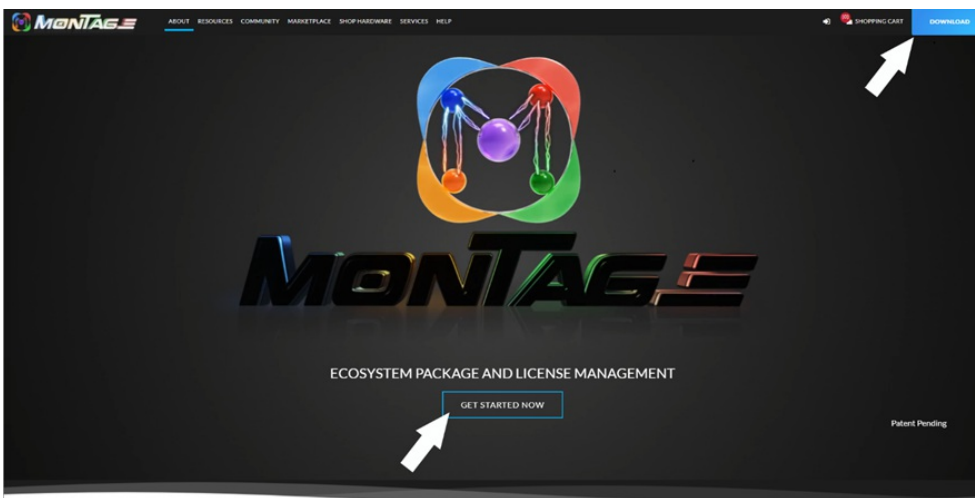 MONTAGE
ABOUT RESOURCES COMMUNITY MARKETPLACE SHOP HARDWARE SERVICES HELP
SHOPPING CART
DOWNLOAD
MONTAGE
ECOSYSTEM PACKAGE AND LICENSE MANAGEMENT
GET STARTED NOW
Patent Pending